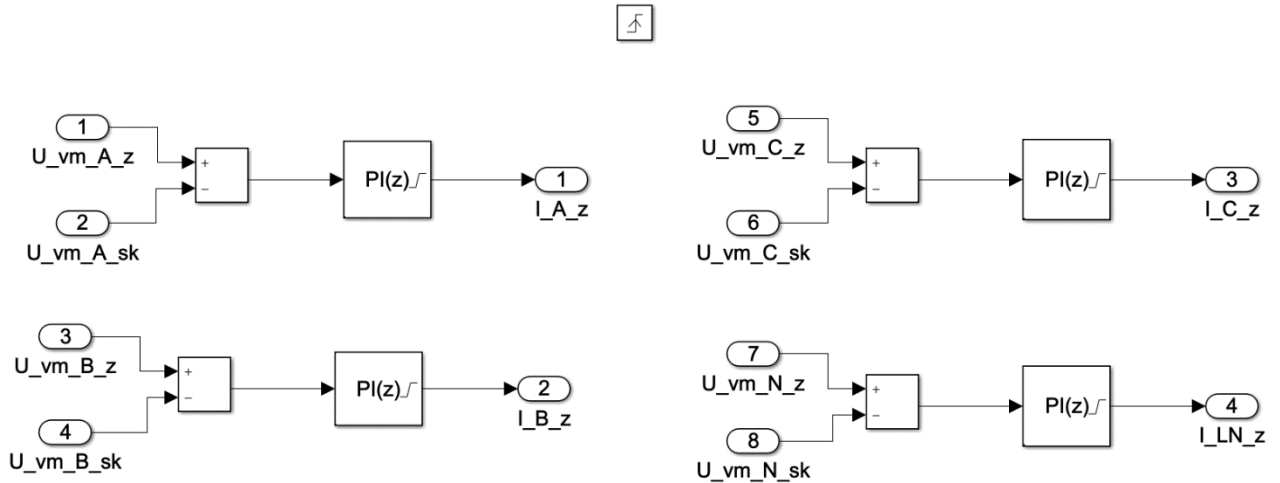 1
U_vm_A_z
+
−
PI(z)
1
I_A_z
2
U_vm_A_sk
3
U_vm_B_z
+
−
PI(z)
2
I_B_z
4
U_vm_B_sk
5
U_vm_C_z
+
−
PI(z)
3
I_C_z
6
U_vm_C_sk
7
U_vm_N_z
+
−
PI(z)
4
I_LN_z
8
U_vm_N_sk